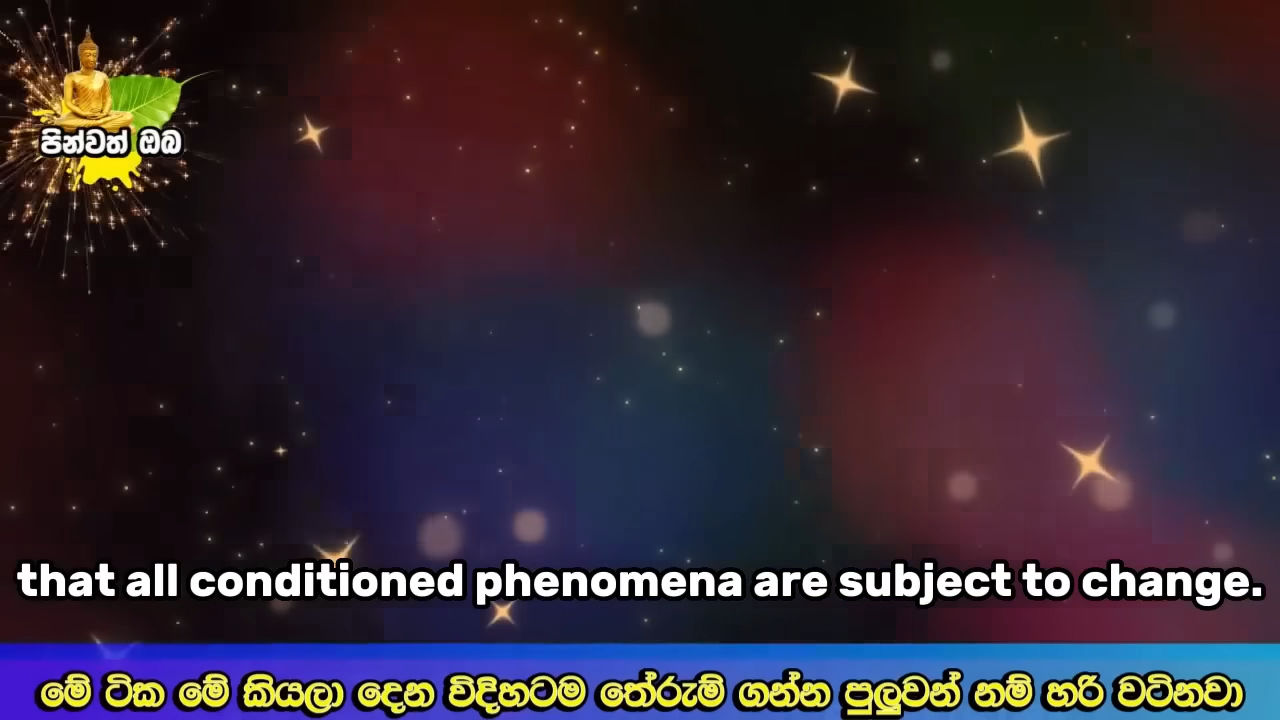 පින්වත් ඔබ
that all conditioned phenomena are subject to change.
මේ ටික මේ කියලා දෙන විදිහටම තේරුම් ගන්න පුලුවන් නම් හරි වටිනවා